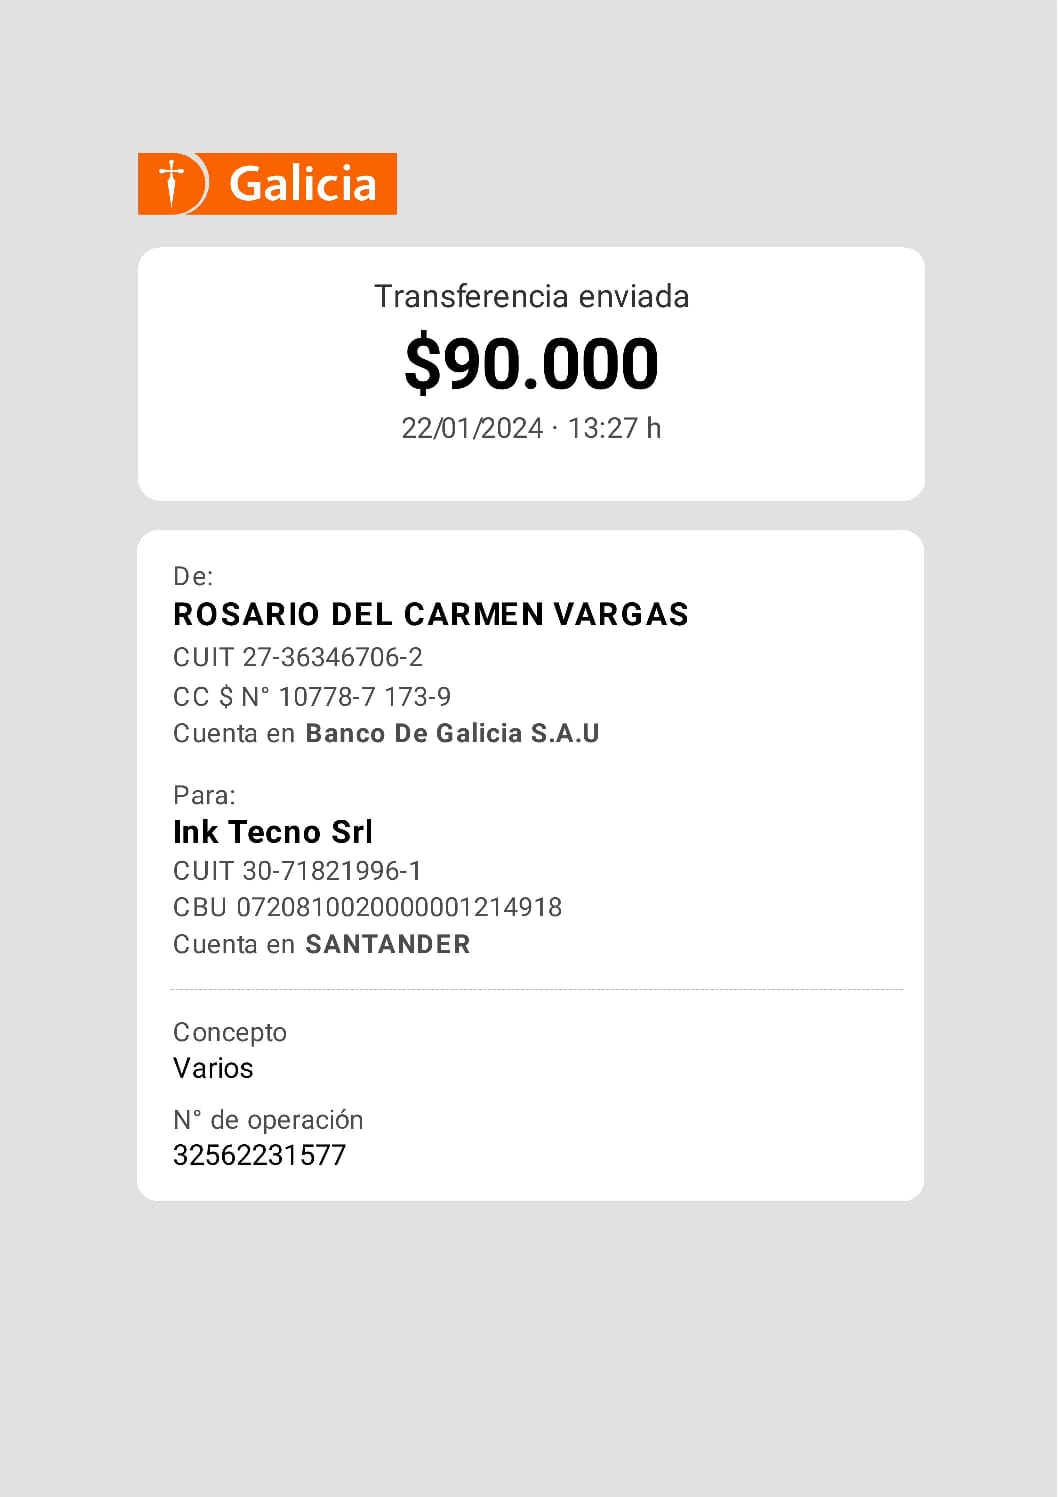 Galicia
Transferencia enviada
$90.000
22/01/2024 · 13:27 h
De:
ROSARIO DEL CARMEN VARGAS
CUIT 27-36346706-2
CC $ N° 10778-7 173-9
Cuenta en Banco De Galicia S.A.U
Para:
Ink Tecno Srl
CUIT 30-71821996-1
CBU 0720810020000001214918
Cuenta en SANTANDER
Concepto
Varios
N° de operación
32562231577